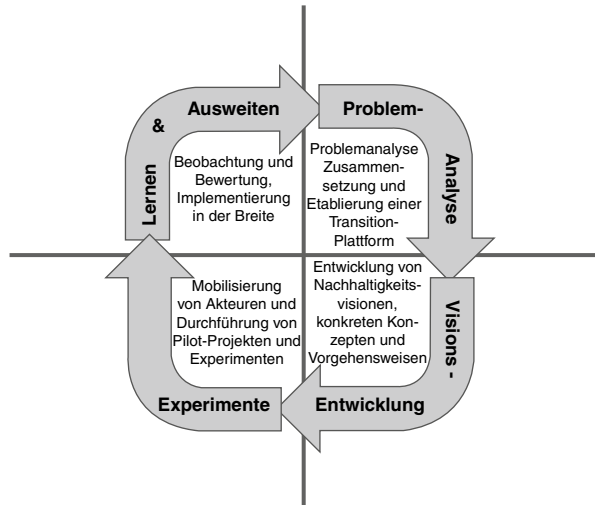 Lernen
&
Ausweiten
Beobachtung und
Bewertung,
Implementierung
in der Breite
Problem-
Analyse
Problemanalyse
Zusammen-
setzung und
Etablierung einer
Transition-
Plattform
Visions -
Entwicklung
Entwicklung von
Nachhaltigkeits-
visionen,
konkreten Kon-
zepten und
Vorgehensweisen
Experimente
Mobilisierung
von Akteuren und
Durchführung von
Pilot-Projekten und
Experimenten